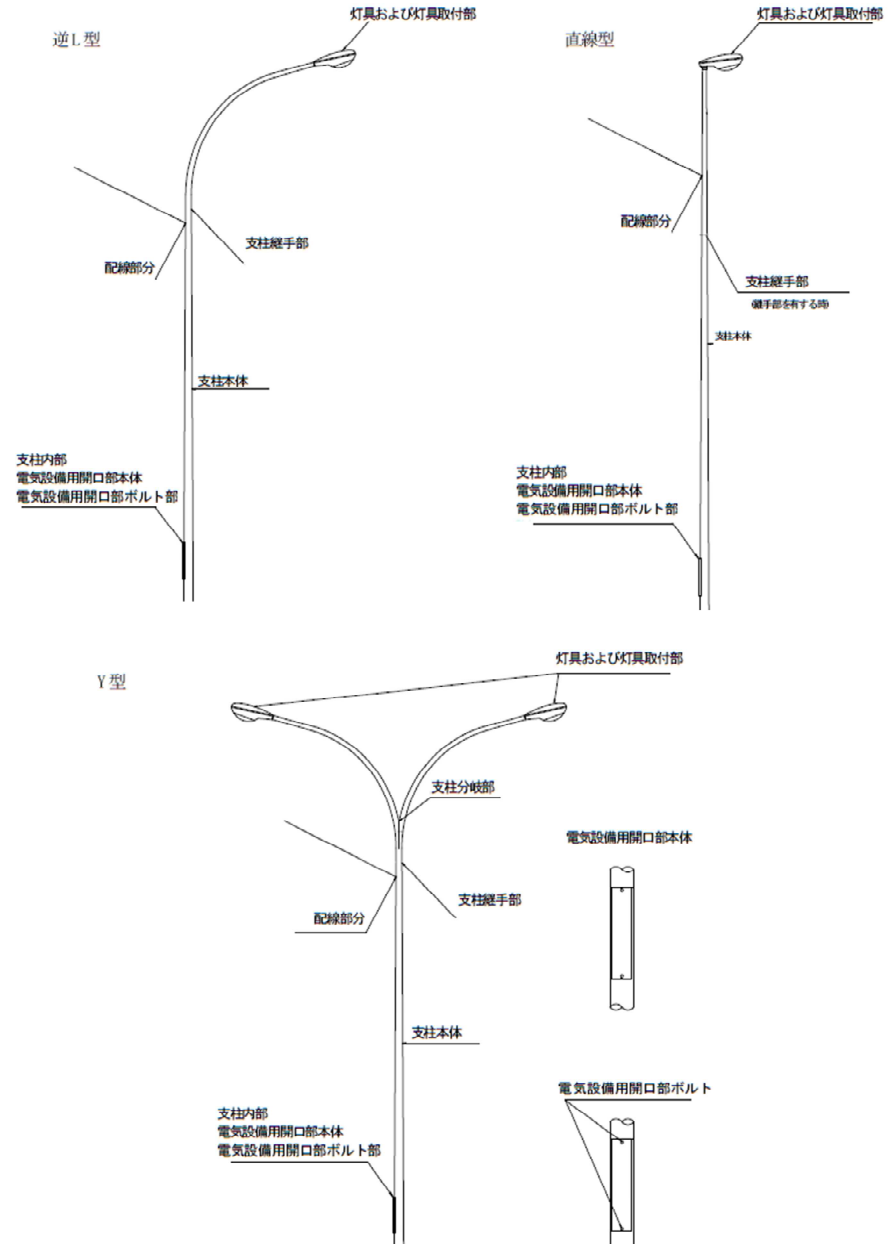 逆L型
灯具および灯具取付部
配線部分
支柱継手部
支柱本体
支柱内部
電気設備用開口部本体
電気設備用開口部ボルト部
直線型
灯具および灯具取付部
配線部分
支柱継手部
(継手部を有する時)
支柱本体
支柱内部
電気設備用開口部本体
電気設備用開口部ボルト部
Y型
灯具および灯具取付部
支柱分岐部
支柱継手部
配線部分
支柱本体
支柱内部
電気設備用開口部本体
電気設備用開口部ボルト部
電気設備用開口部本体
電気設備用開口部ボルト